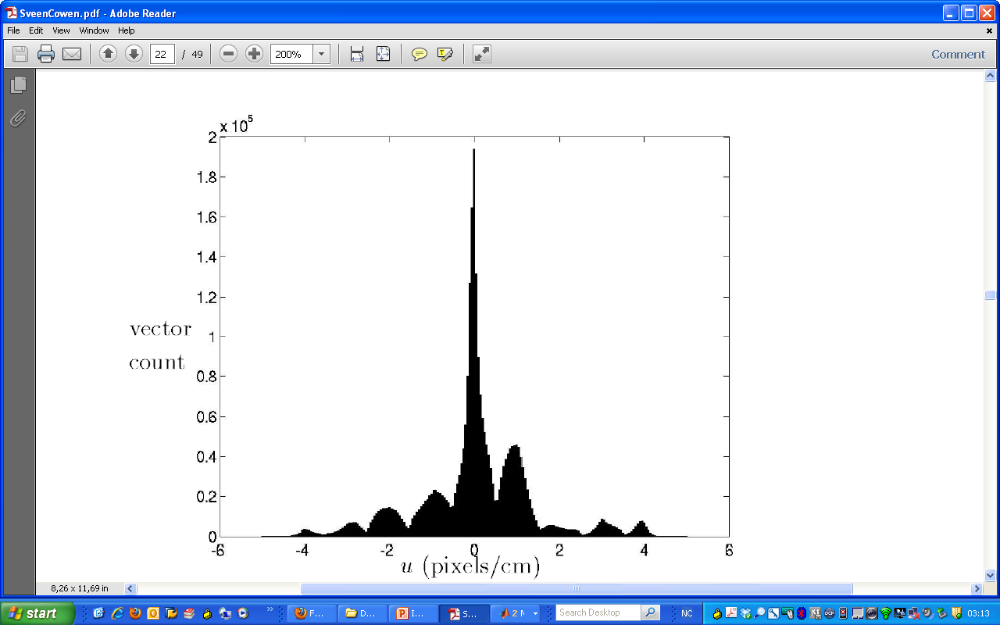 SveenCowen.pdf - Adobe Reader
File Edit View Window Help
22 / 49 200% Comment
x 10^5
2
1.8
1.6
1.4
1.2
vector
1
count
0.8
0.6
0.4
0.2
0
-6 -4 -2 0 2 4 6
u (pixels/cm)
8,26 x 11,69 in
start F... D... I... S... 2 Search Desktop NC 03:13